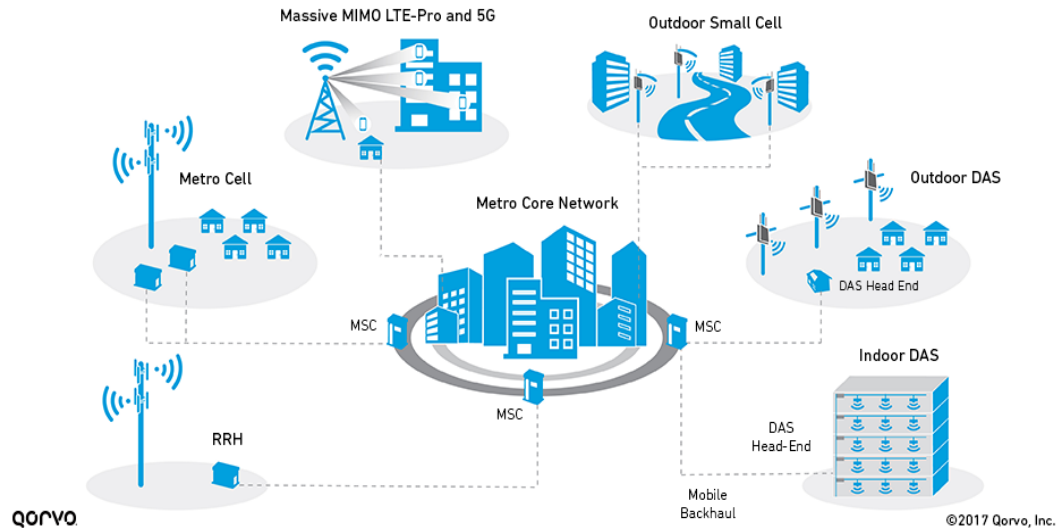 Massive MIMO LTE-Pro and 5G
Outdoor Small Cell
Metro Cell
Outdoor DAS
Metro Core Network
DAS Head End
MSC
MSC
Indoor DAS
MSC
RRH
DAS
Head-End
Mobile
Backhaul
QORVO
©2017 Qorvo, Inc.